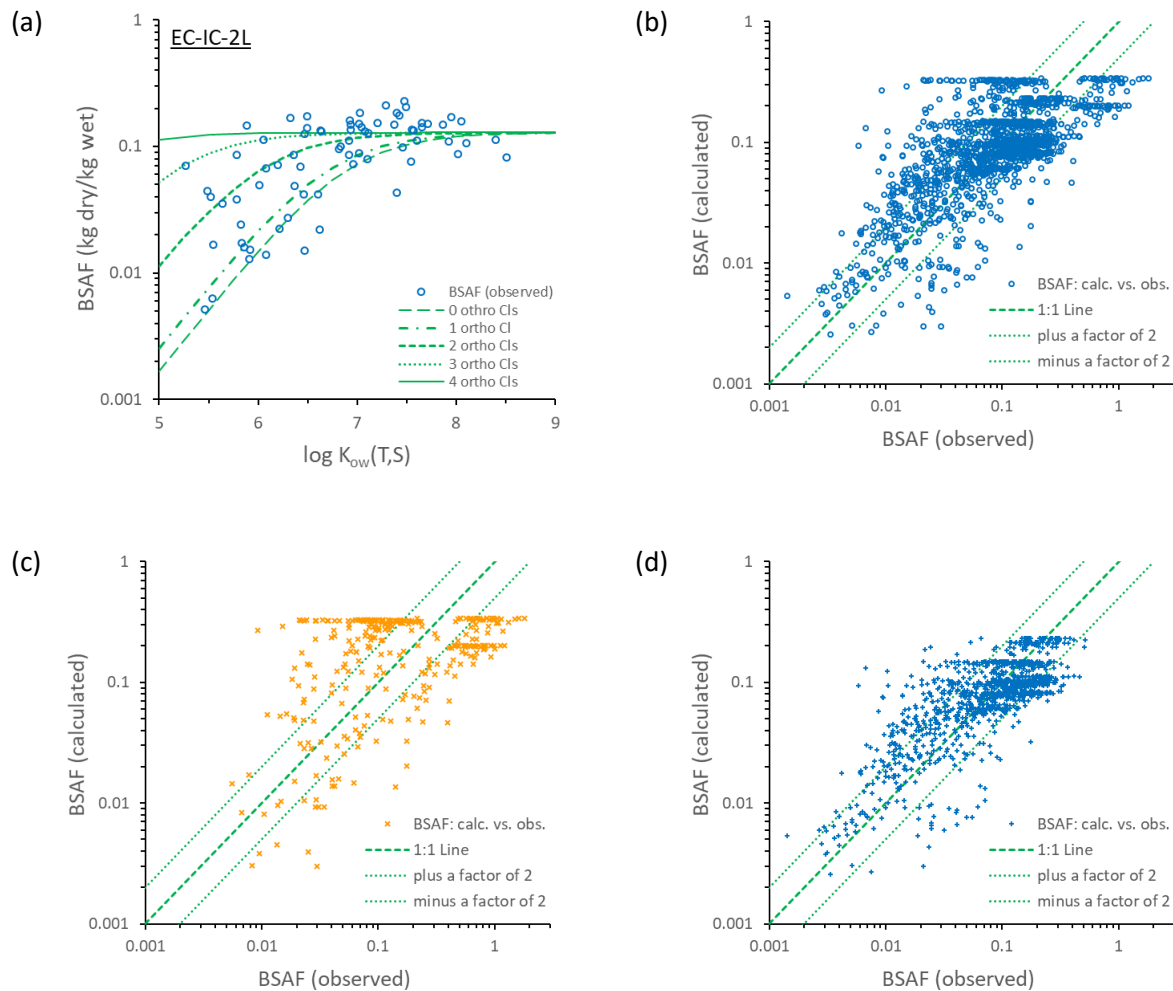 (a)
EC-IC-2L
BSAF (kg dry/kg wet)
1
0.1
0.01
0.001
BSAF (observed)
0 othro Cls
1 ortho Cl
2 ortho Cls
3 ortho Cls
4 ortho Cls
5 6 7 8 9
log Kow(T,S)
(b)
BSAF (calculated)
1
0.1
0.01
0.001
BSAF: calc. vs. obs.
1:1 Line
plus a factor of 2
minus a factor of 2
0.001 0.01 0.1 1
BSAF (observed)
(c)
BSAF (calculated)
1
0.1
0.01
0.001
BSAF: calc. vs. obs.
1:1 Line
plus a factor of 2
minus a factor of 2
0.001 0.01 0.1 1
BSAF (observed)
(d)
BSAF (calculated)
1
0.1
0.01
0.001
BSAF: calc. vs. obs.
1:1 Line
plus a factor of 2
minus a factor of 2
0.001 0.01 0.1 1
BSAF (observed)